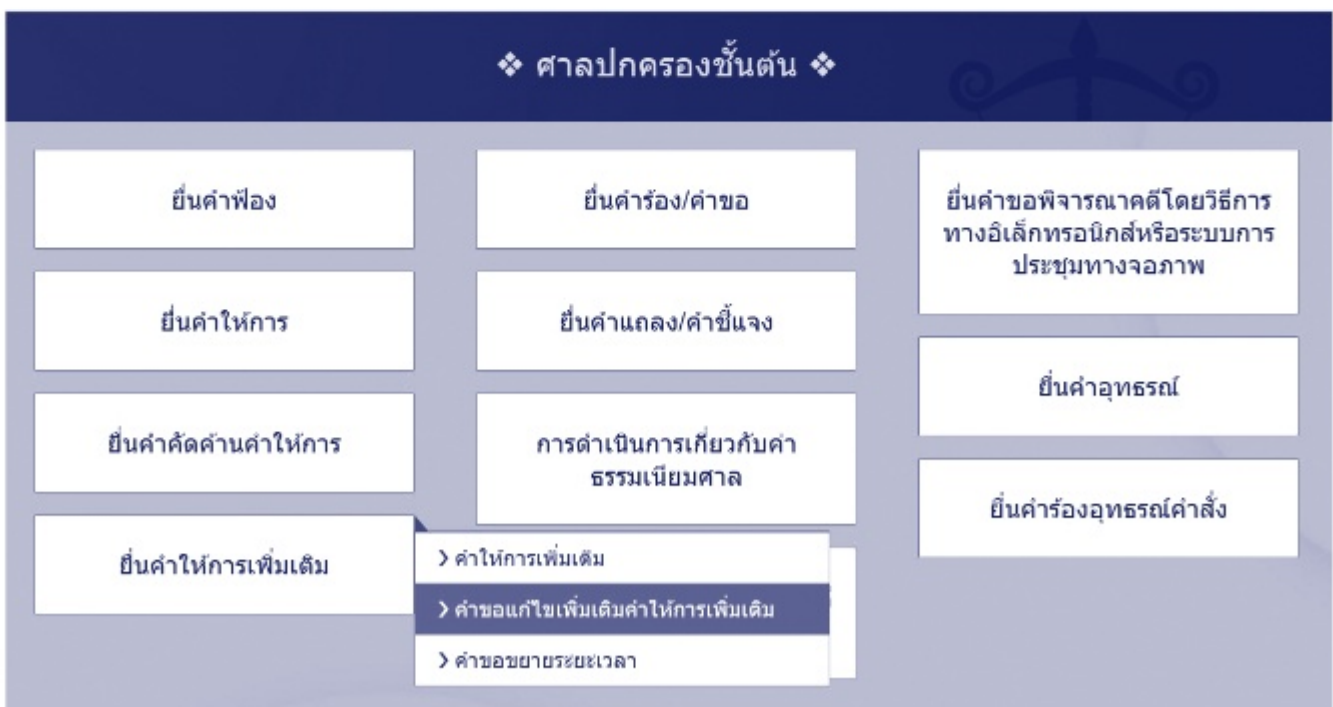 ❖ ศาลปกครองชั้นต้น ❖
ยื่นคำฟ้อง
ยื่นคำให้การ
ยื่นคำคัดค้านคำให้การ
ยื่นคำให้การเพิ่มเติม
> คำให้การเพิ่มเติม
> คำขอแก้ไขเพิ่มเติมคำให้การเพิ่มเติม
> คำขอขยายระยะเวลา
ยื่นคำร้อง/คำขอ
ยื่นคำแถลง/คำชี้แจง
การดำเนินการเกี่ยวกับค่า
ธรรมเนียมศาล
ยื่นคำขอพิจารณาคดีโดยวิธีการ
ทางอิเล็กทรอนิกส์หรือระบบการ
ประชุมทางจอภาพ
ยื่นคำอุทธรณ์
ยื่นคำร้องอุทธรณ์คำสั่ง